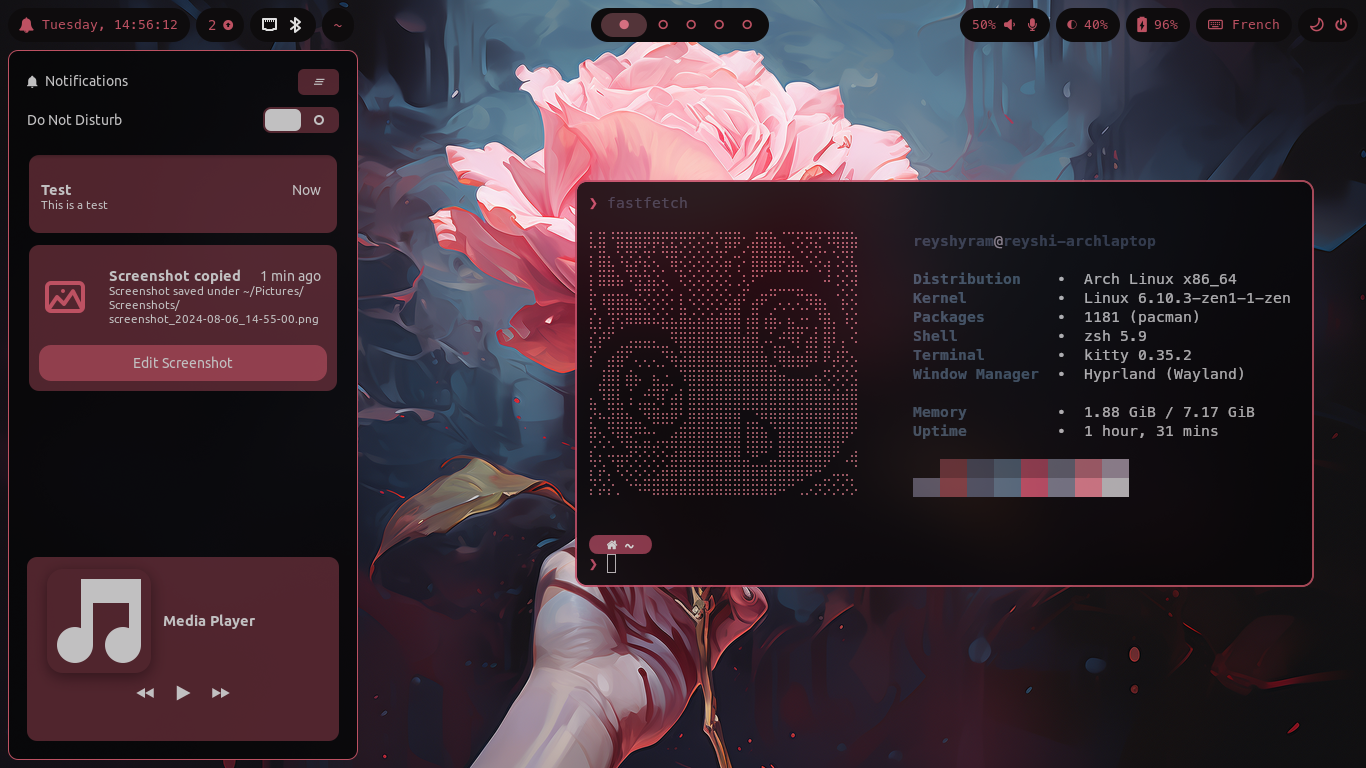 Tuesday, 14:56:12
2
~
50%
40%
96%
French
Notifications
Do Not Disturb
Test Now
This is a test
Screenshot copied 1 min ago
Screenshot saved under ~/Pictures/
Screenshots/
screenshot_2024-08-06_14-55-00.png
Edit Screenshot
Media Player
❯ fastfetch
reyshyram@reyshi-archlaptop
Distribution • Arch Linux x86_64
Kernel • Linux 6.10.3-zen1-1-zen
Packages • 1181 (pacman)
Shell • zsh 5.9
Terminal • kitty 0.35.2
Window Manager • Hyprland (Wayland)
Memory • 1.88 GiB / 7.17 GiB
Uptime • 1 hour, 31 mins
~
❯